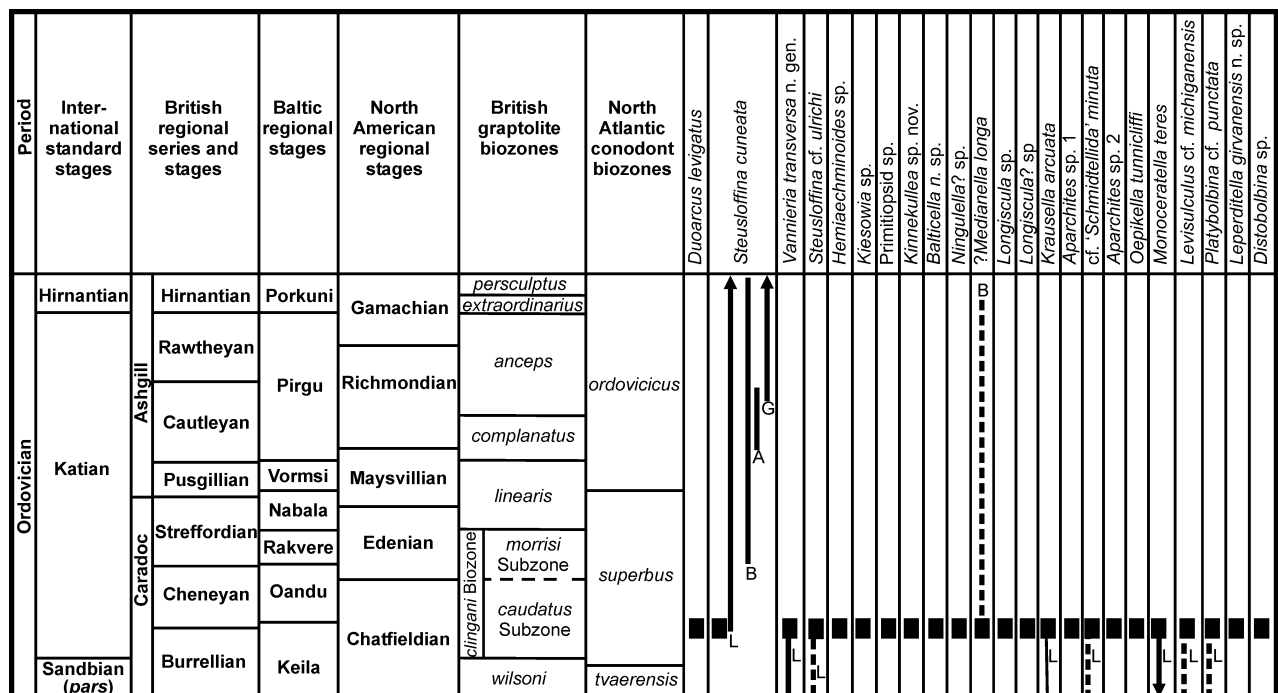 Period
Inter-
national
standard
stages
British
regional
series and
stages
Baltic
regional
stages
North
American
regional
stages
British
graptolite
biozones
North
Atlantic
conodont
biozones
Duoarcus levigatus
Steusloffina cuneata
Vannieria transversa n. gen.
Steusloffina cf. ulrichi
Hemiaechminoides sp.
Kiesowia sp.
Primitiopsid sp.
Kinnekullea sp. nov.
Balticella n. sp.
Ningulella? sp.
?Medianella longa
Longiscula sp.
Longiscula? sp
Krausella arcuata
Aparchites sp. 1
cf. ‘Schmidtellida’ minuta
Aparchites sp. 2
Oepikella tunnicliffi
Monoceratella teres
Levisulculus cf. michiganensis
Platybolbina cf. punctata
Leperditella girvanensis n. sp.
Distobolbina sp.
Ordovician
Hirnantian
Katian
Sandbian
(pars)
Ashgill
Caradoc
Hirnantian
Rawtheyan
Cautleyan
Pusgillian
Streffordian
Cheneyan
Burrellian
Porkuni
Pirgu
Vormsi
Nabala
Rakvere
Oandu
Keila
Gamachian
Richmondian
Maysvillian
Edenian
Chatfieldian
persculptus
extraordinarius
anceps
complanatus
linearis
clingani Biozone
morrisi
Subzone
caudatus
Subzone
wilsoni
ordovicicus
superbus
tvaerensis
L
B
A
G
L
L
B
L
L
L
L
L